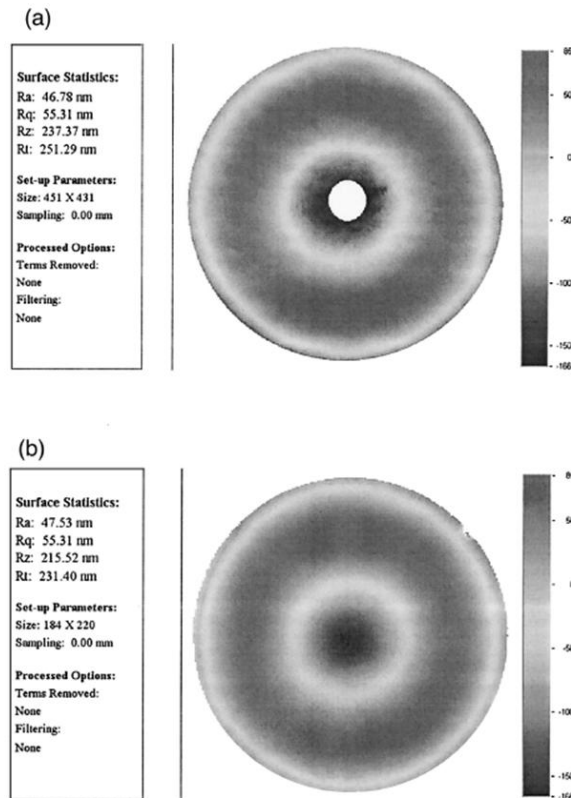 (a)
Surface Statistics:
Ra: 46.78 nm
Rq: 55.31 nm
Rz: 237.37 nm
Rt: 251.29 nm
Set-up Parameters:
Size: 451 X 431
Sampling: 0.00 mm
Processed Options:
Terms Removed:
None
Filtering:
None
85
0
-50
-100
-150
-166
(b)
Surface Statistics:
Ra: 47.53 nm
Rq: 55.31 nm
Rz: 215.52 nm
Rt: 231.40 nm
Set-up Parameters:
Size: 184 X 220
Sampling: 0.00 mm
Processed Options:
Terms Removed:
None
Filtering:
None
0
-50
-100
-150